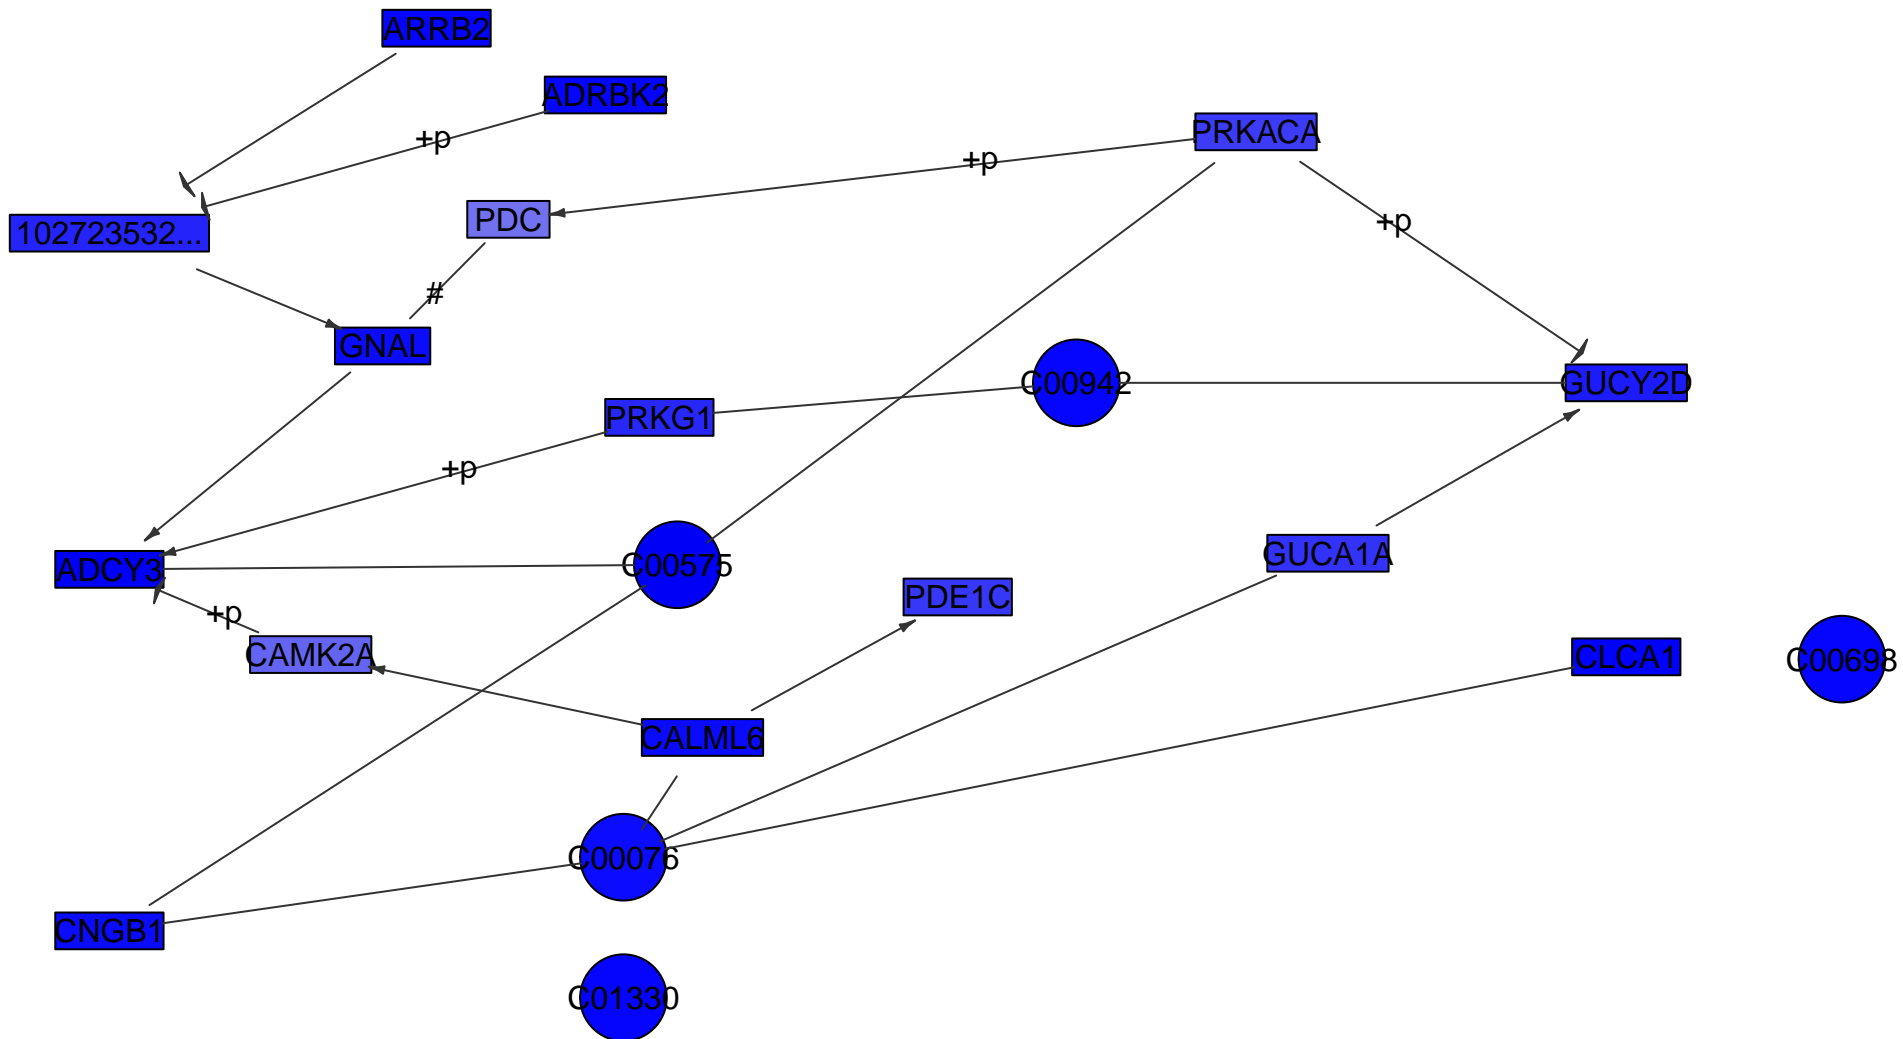 ARRB2
ADRBK2
PRKACA
+p
+p
PDC
+p
102723532...
#
GNAL
C00942
GUCY2D
PRKG1
+p
ADCY3
C00575
GUCA1A
PDE1C
+p
CAMK2A
CLCA1
C00698
CALML6
C00076
CNGB1
C01330